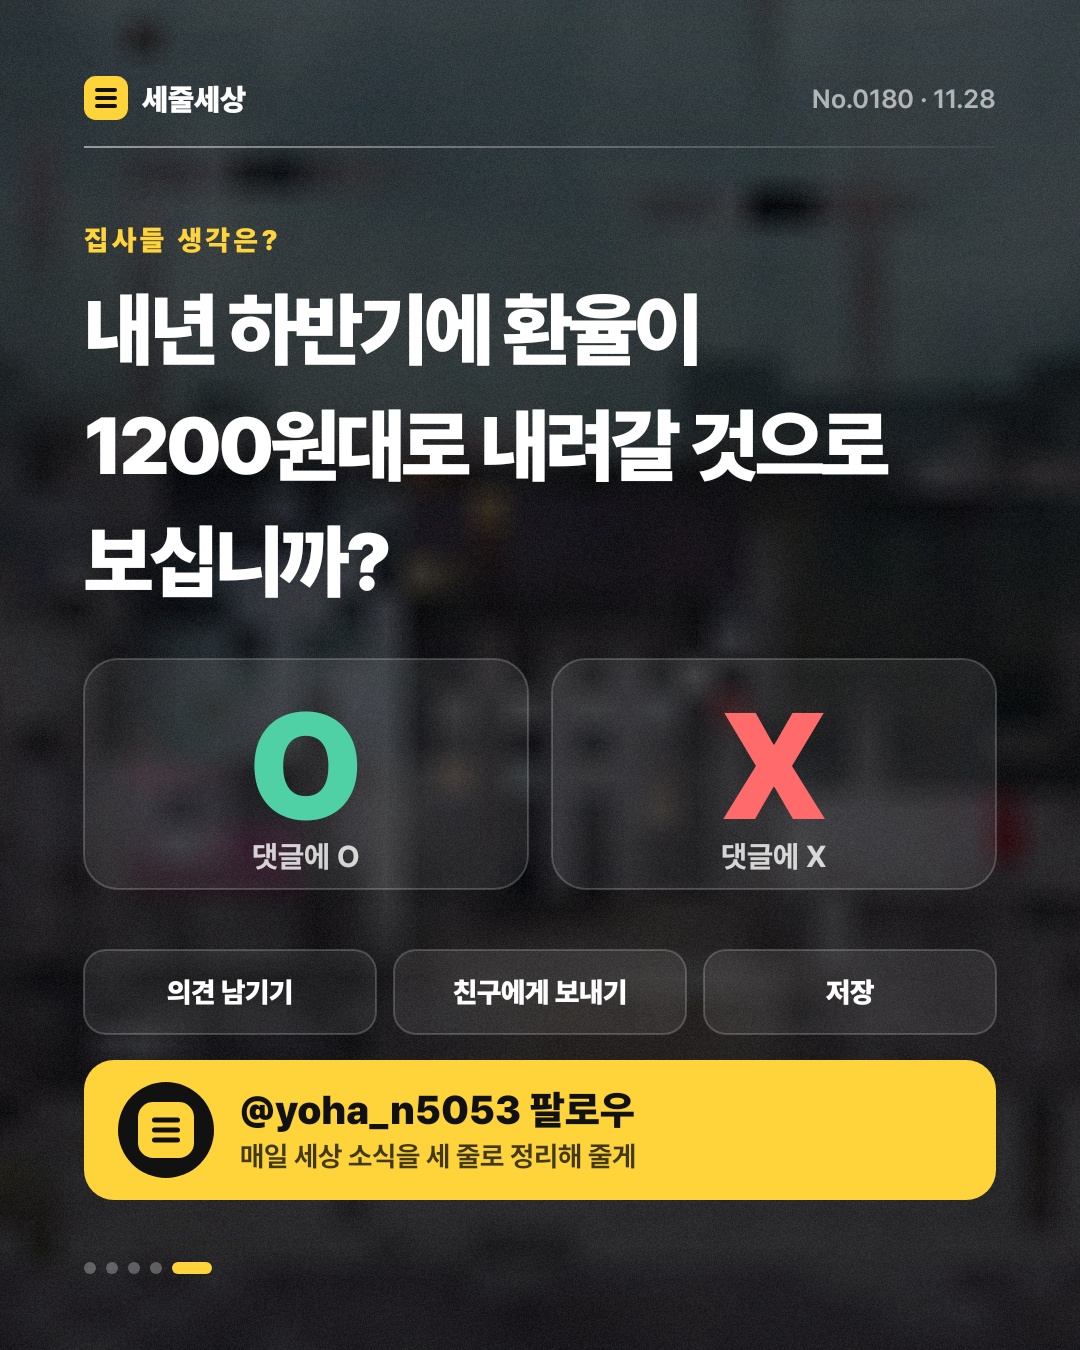 세줄세상
No.0180 · 11.28
집사들 생각은?
내년 하반기에 환율이
1200원대로 내려갈 것으로
보십니까?
O
댓글에 O
X
댓글에 X
의견 남기기
친구에게 보내기
저장
@yoha_n5053 팔로우
매일 세상 소식을 세 줄로 정리해 줄게